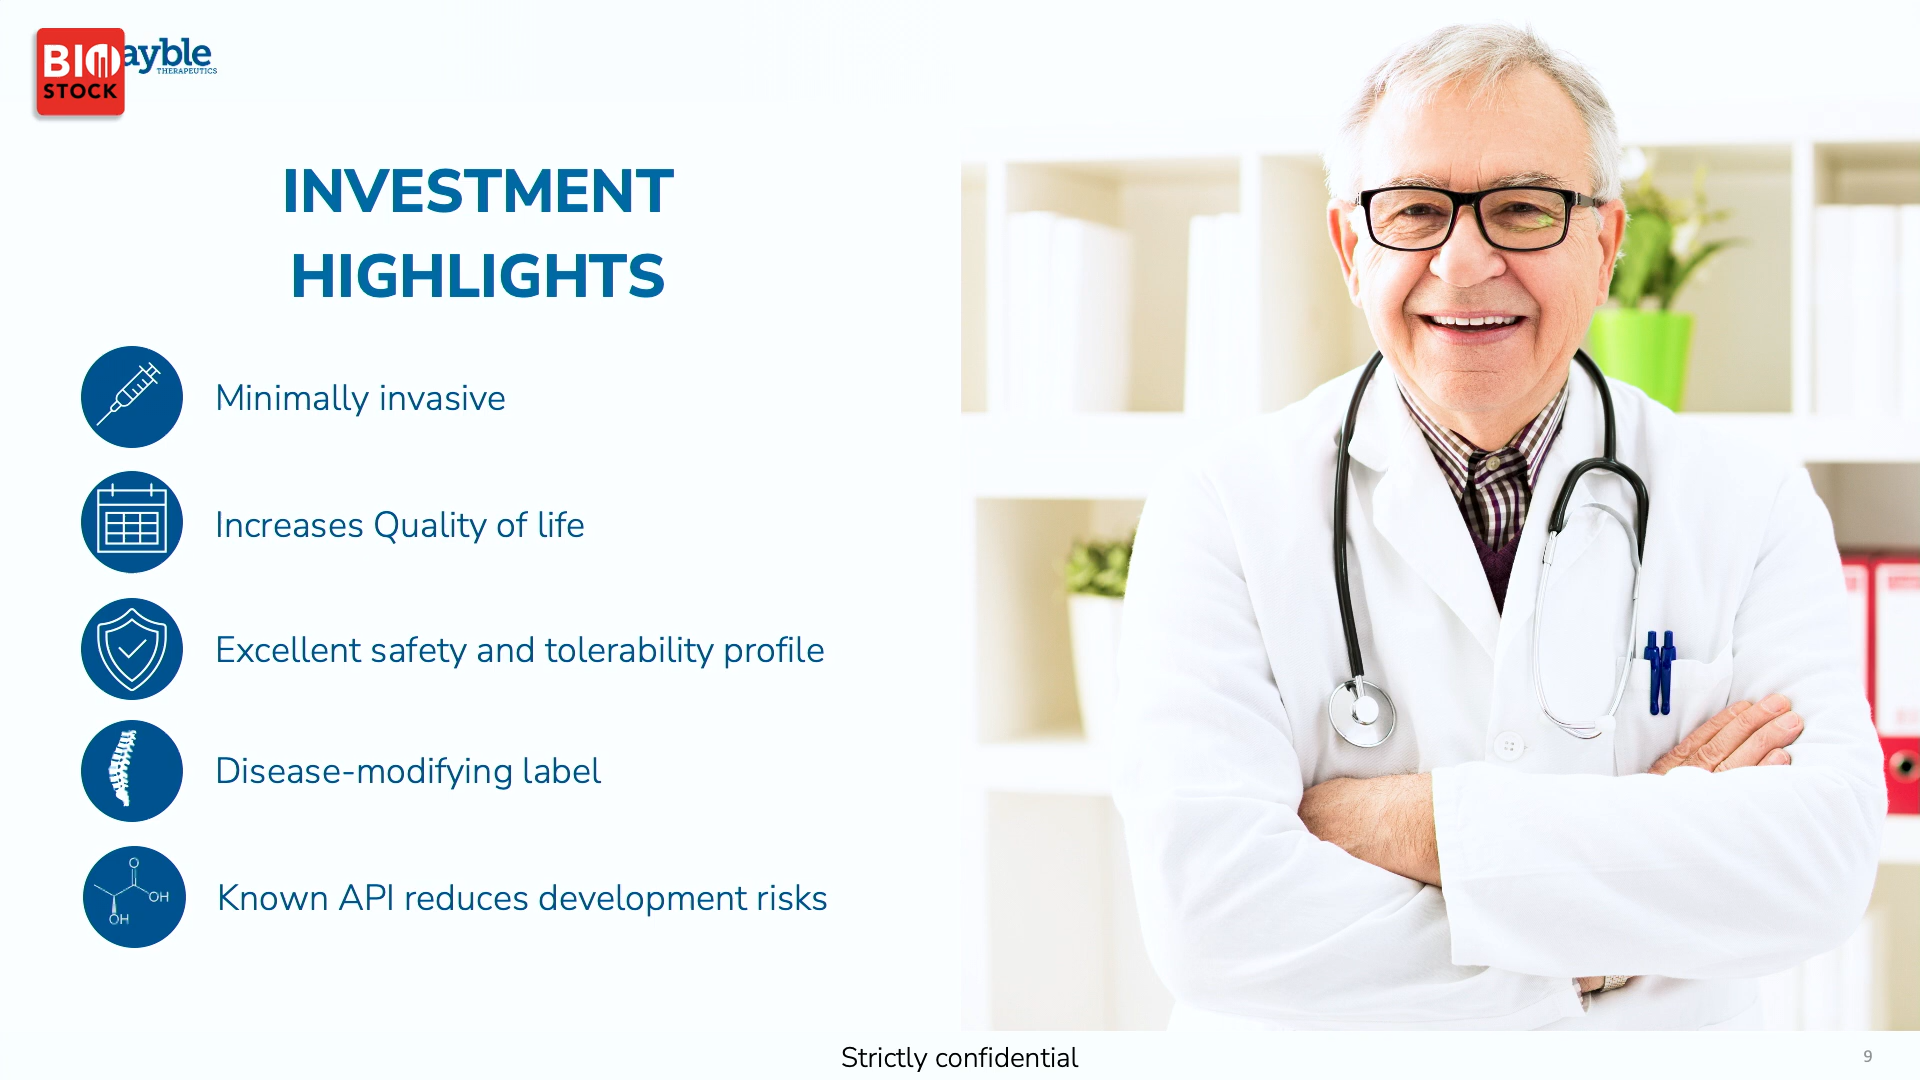 BIO
STOCK
ayble
THERAPEUTICS
INVESTMENT
HIGHLIGHTS
Minimally invasive
Increases Quality of life
Excellent safety and tolerability profile
Disease-modifying label
O
OH
OH
Known API reduces development risks
Strictly confidential
9